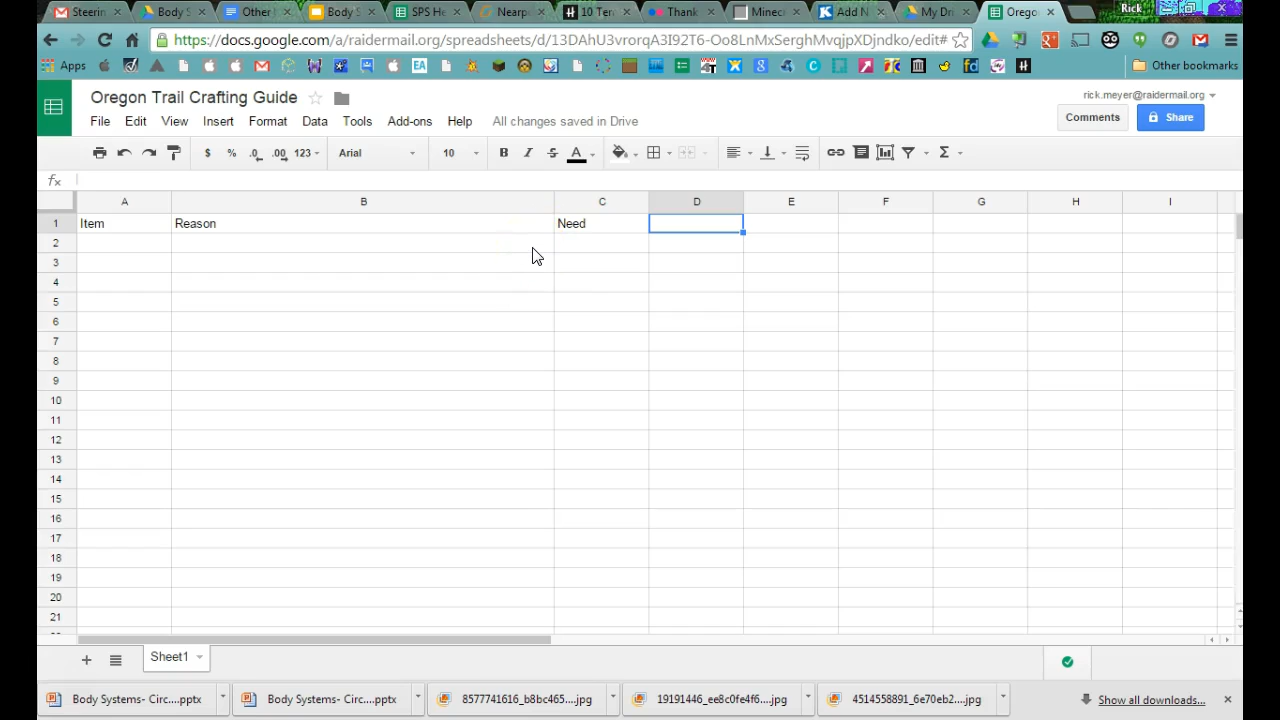 Steerin Body S Other Body S SPS He Nearpo 10 Ter Thank Minec Add N My Dri Orego Rick
https://docs.google.com/a/raidermail.org/spreadsheets/d/13DAhU3vrorqA3I92T6-Oo8LnMxSerghMvqjpXDjndko/edit#
Apps EA fd H Other bookmarks
Oregon Trail Crafting Guide rick.meyer@raidermail.org
File Edit View Insert Format Data Tools Add-ons Help All changes saved in Drive Comments Share
$ % .0 .00 123 Arial 10 B I S A Σ
fx
A B C D E F G H I
1 Item Reason Need
2
3
4
5
6
7
8
9
10
11
12
13
14
15
16
17
18
19
20
21
+ Sheet1
Body Systems- Circ....pptx Body Systems- Circ....pptx 8577741616_b8bc465....jpg 19191446_ee8c0fe4f6....jpg 4514558891_6e70eb2....jpg Show all downloads...